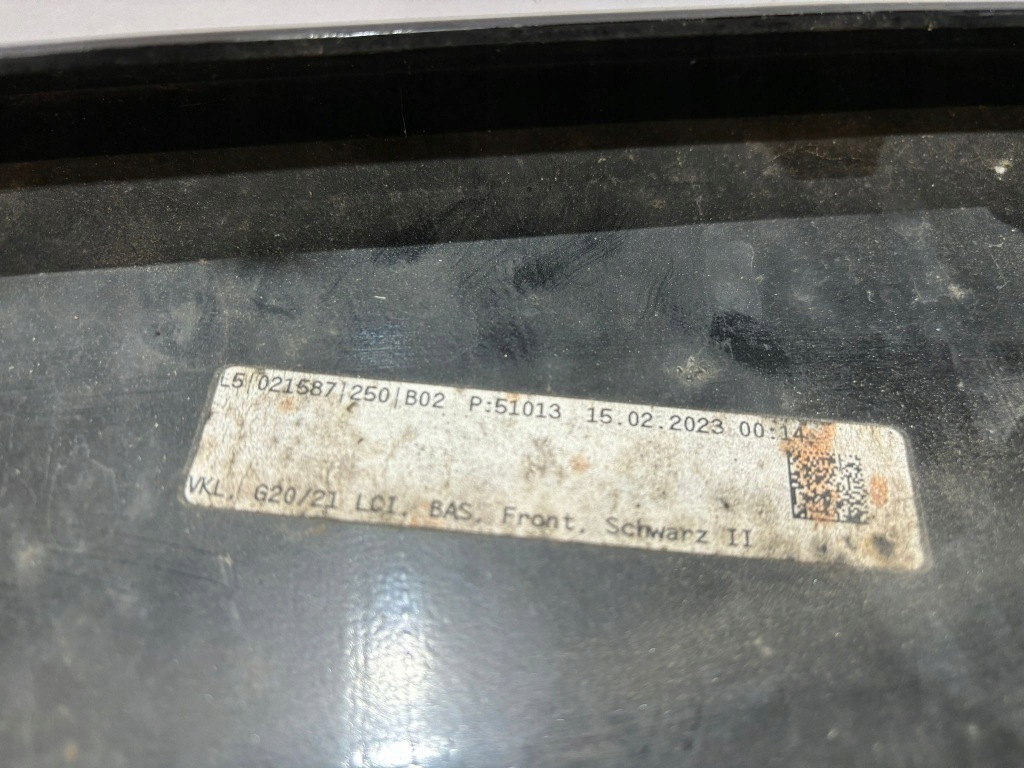 L5|021587|250|B02 P:51013 15.02.2023 00:14
VKL, G20/21 LCI, BAS, Front, Schwarz II